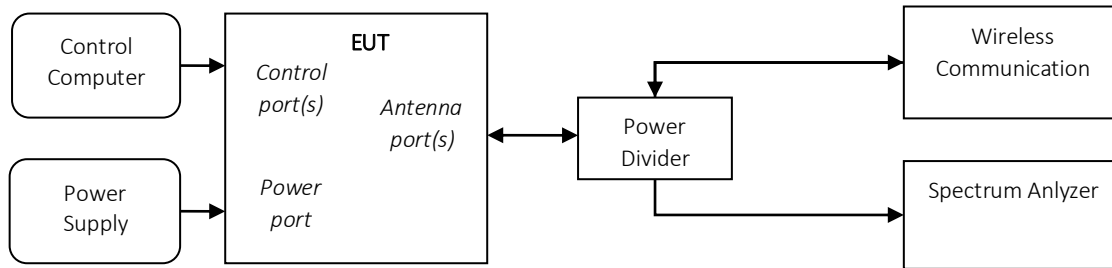 Control
Computer
Power
Supply
EUT
Control
port(s)
Antenna
port(s)
Power
port
Power
Divider
Wireless
Communication
Spectrum Anlyzer